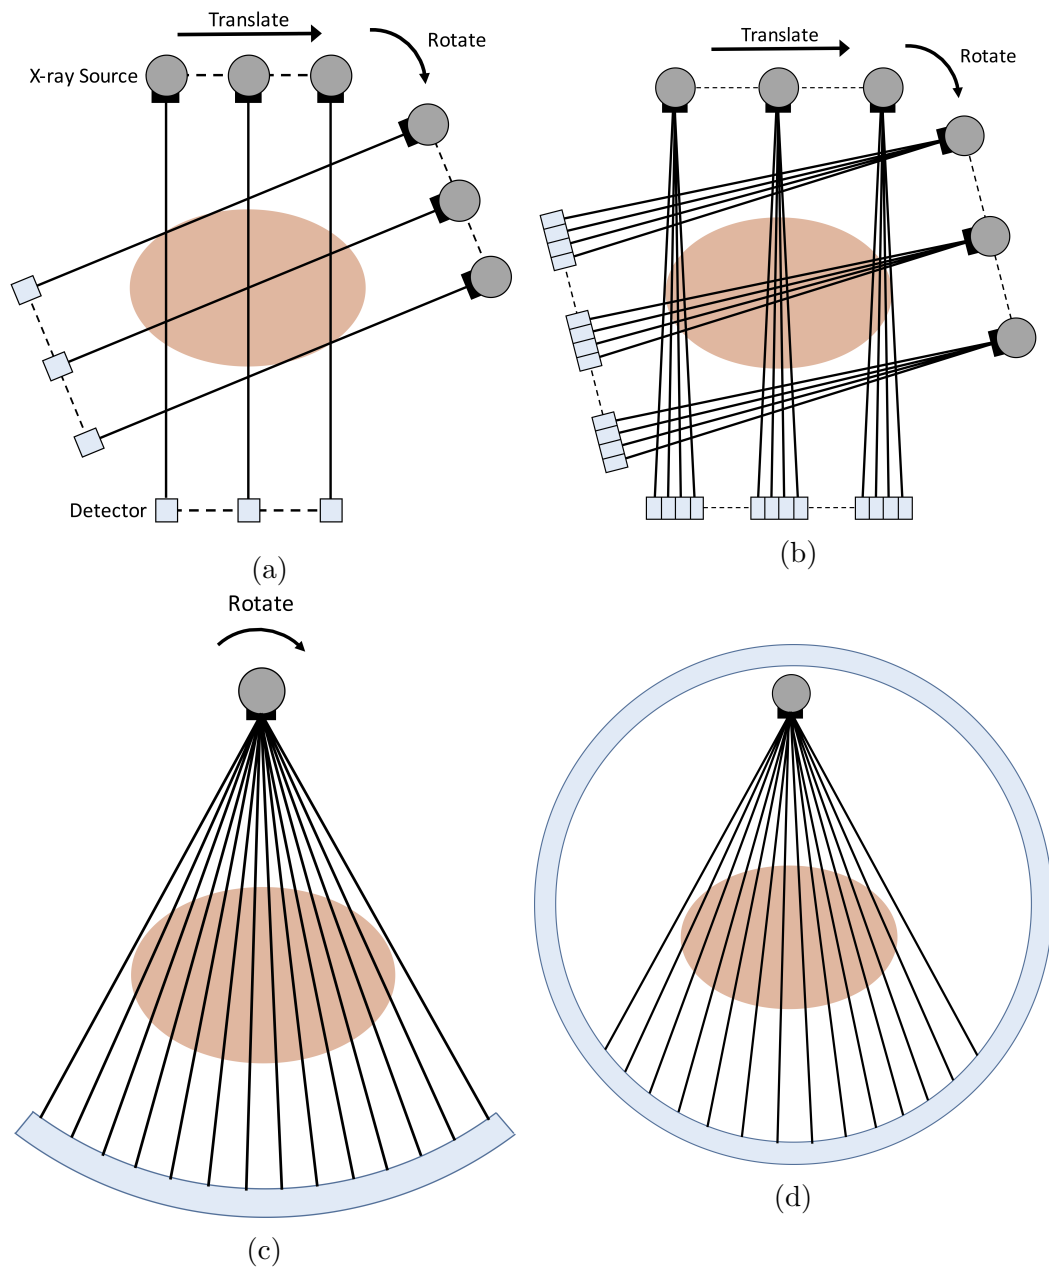 Translate
Rotate
X-ray Source
Detector
(a)
Translate
Rotate
(b)
Rotate
(c)
(d)